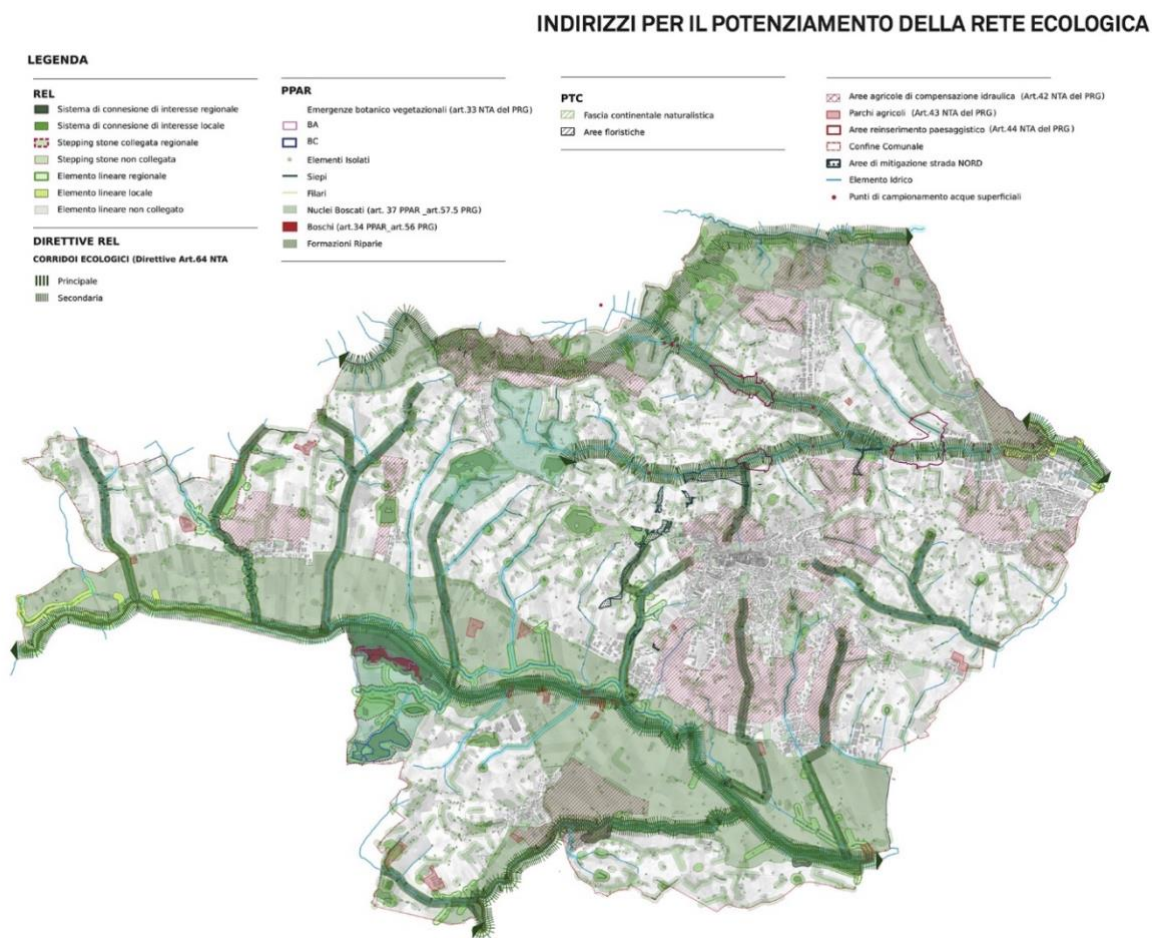 INDIRIZZI PER IL POTENZIAMENTO DELLA RETE ECOLOGICA
LEGENDA
REL
Sistema di connesione di interesse regionale
Sistema di connesione di interesse locale
Stepping stone collegata regionale
Stepping stone non collegata
Elemento lineare regionale
Elemento lineare locale
Elemento lineare non collegato
DIRETTIVE REL
CORRIDOI ECOLOGICI (Direttive Art.64 NTA
Principale
Secondaria
PPAR
Emergenze botanico vegetazionali (art.33 NTA del PRG)
BA
BC
Elementi Isolati
Siepi
Filari
Nuclei Boscati (art. 37 PPAR _art.57.5 PRG)
Boschi (art.34 PPAR_art.56 PRG)
Formazioni Riparie
PTC
Fascia continentale naturalistica
Aree floristiche
Aree agricole di compensazione idraulica (Art.42 NTA del PRG)
Parchi agricoli (Art.43 NTA del PRG)
Aree reinserimento paesaggistico (Art.44 NTA del PRG)
Confine Comunale
Aree di mitigazione strada NORD
Elemento Idrico
Punti di campionamento acque superficiali